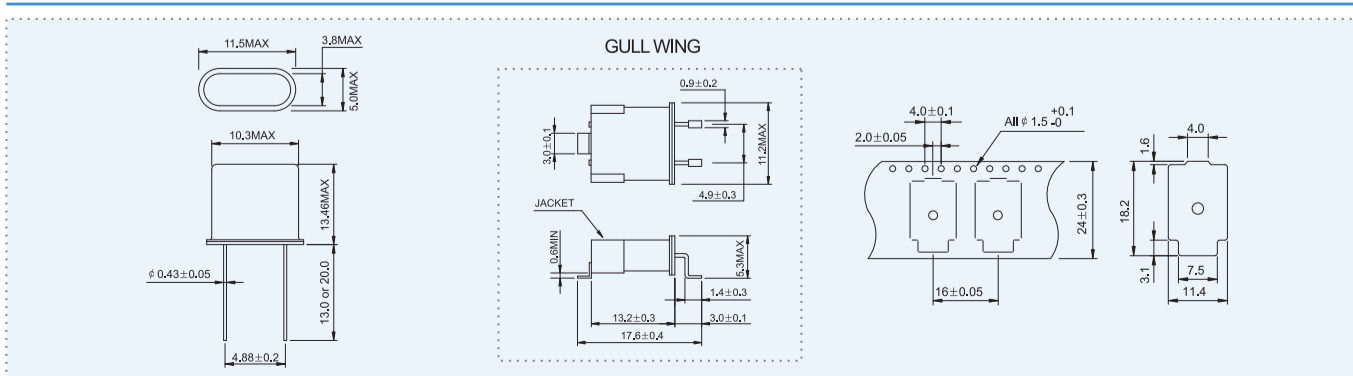 11.5MAX
3.8MAX
5.0MAX
10.3MAX
13.46MAX
ϕ0.43±0.05
13.0 or 20.0
4.88±0.2
GULL WING
0.9±0.2
3.0±0.1
11.2MAX
4.9±0.3
JACKET
0.6MIN
5.3MAX
1.4±0.3
13.2±0.3
3.0±0.1
17.6±0.4
4.0±0.1
All ϕ 1.5 +0.1 -0
2.0±0.05
24±0.3
16±0.05
4.0
1.6
18.2
3.1
7.5
11.4